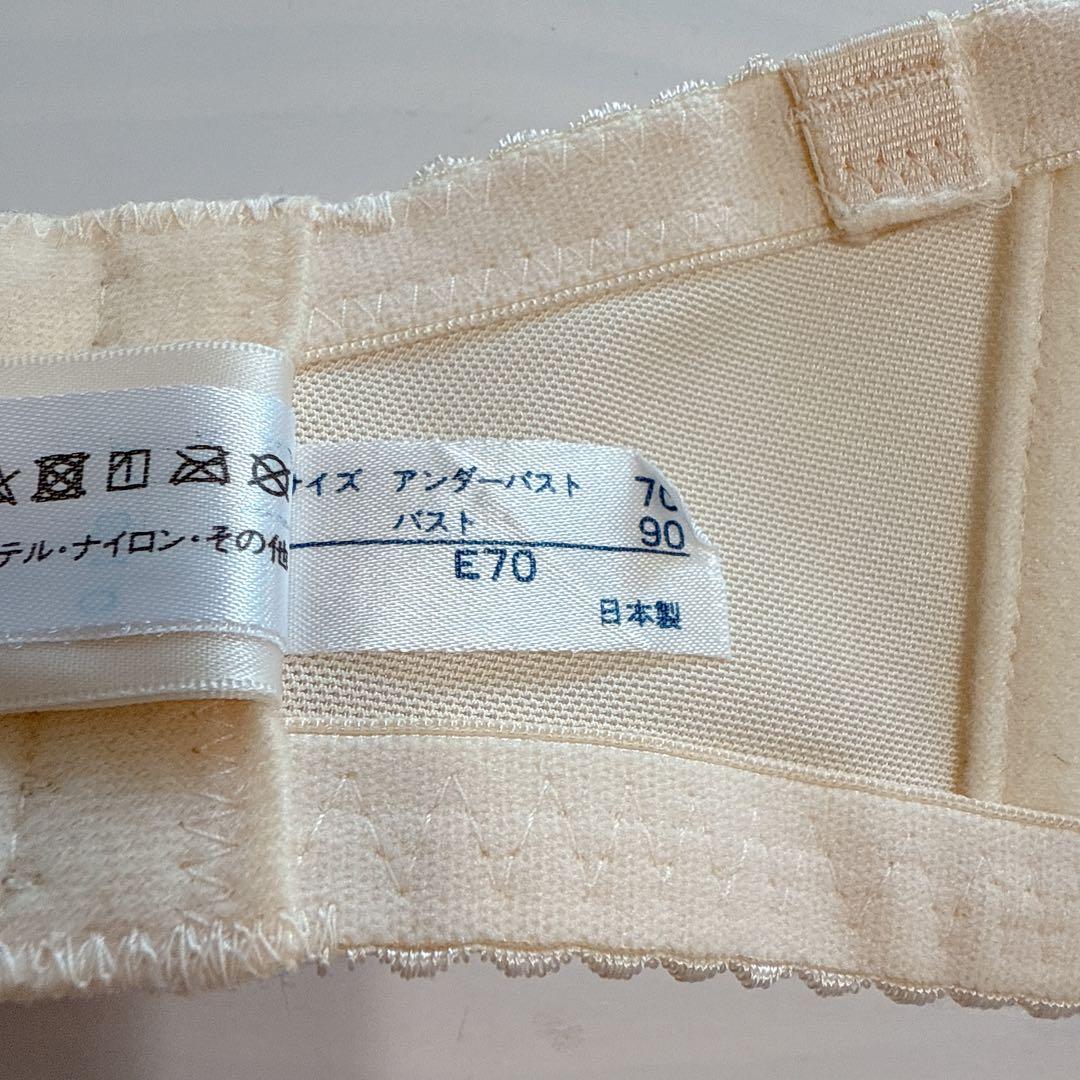 テル・ナイロン・その他
サイズ アンダーバスト 70
バスト 90
E70
日本製